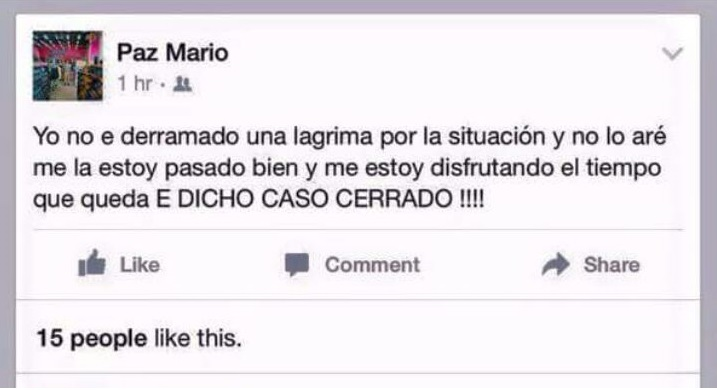 Paz Mario
1 hr ·
Yo no e derramado una lagrima por la situación y no lo aré
me la estoy pasado bien y me estoy disfrutando el tiempo
que queda E DICHO CASO CERRADO !!!!
Like
Comment
Share
15 people like this.